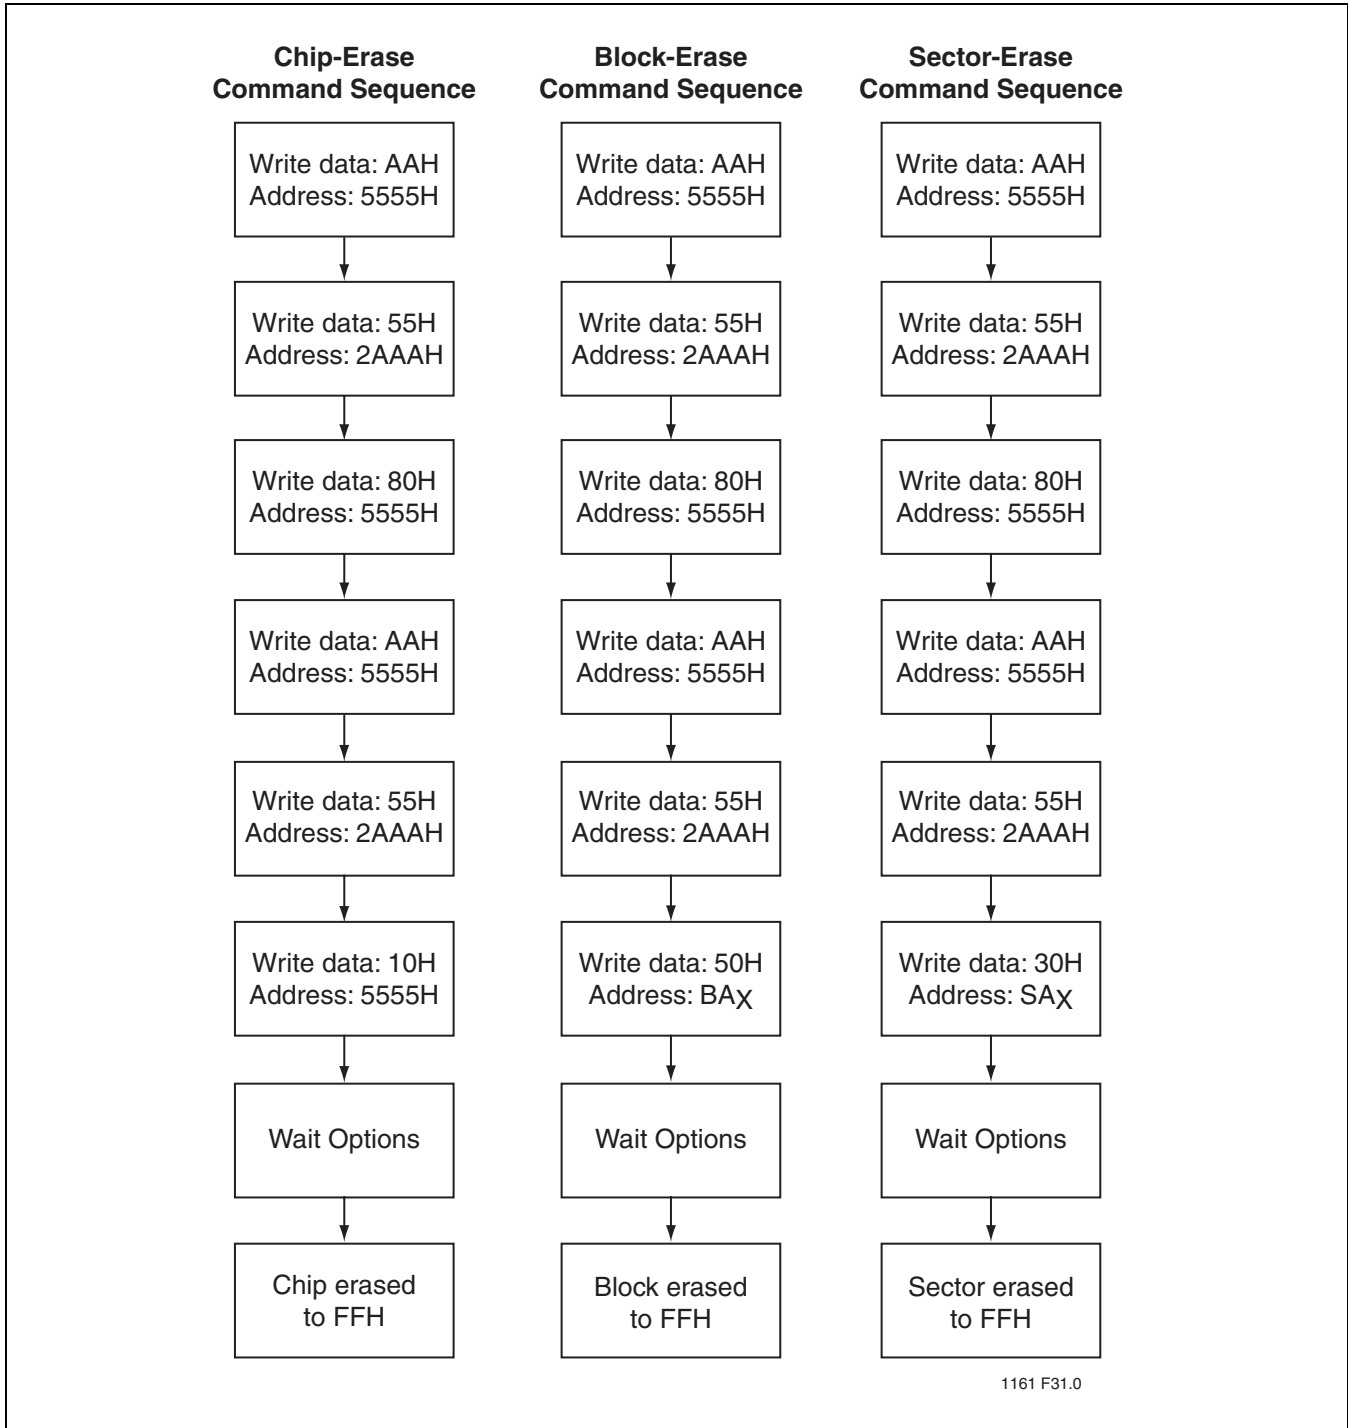 Chip-Erase
Command Sequence
Write data: AAH
Address: 5555H
Write data: 55H
Address: 2AAAH
Write data: 80H
Address: 5555H
Write data: AAH
Address: 5555H
Write data: 55H
Address: 2AAAH
Write data: 10H
Address: 5555H
Wait Options
Chip erased
to FFH
Block-Erase
Command Sequence
Write data: AAH
Address: 5555H
Write data: 55H
Address: 2AAAH
Write data: 80H
Address: 5555H
Write data: AAH
Address: 5555H
Write data: 55H
Address: 2AAAH
Write data: 50H
Address: BAX
Wait Options
Block erased
to FFH
Sector-Erase
Command Sequence
Write data: AAH
Address: 5555H
Write data: 55H
Address: 2AAAH
Write data: 80H
Address: 5555H
Write data: AAH
Address: 5555H
Write data: 55H
Address: 2AAAH
Write data: 30H
Address: SAX
Wait Options
Sector erased
to FFH
1161 F31.0